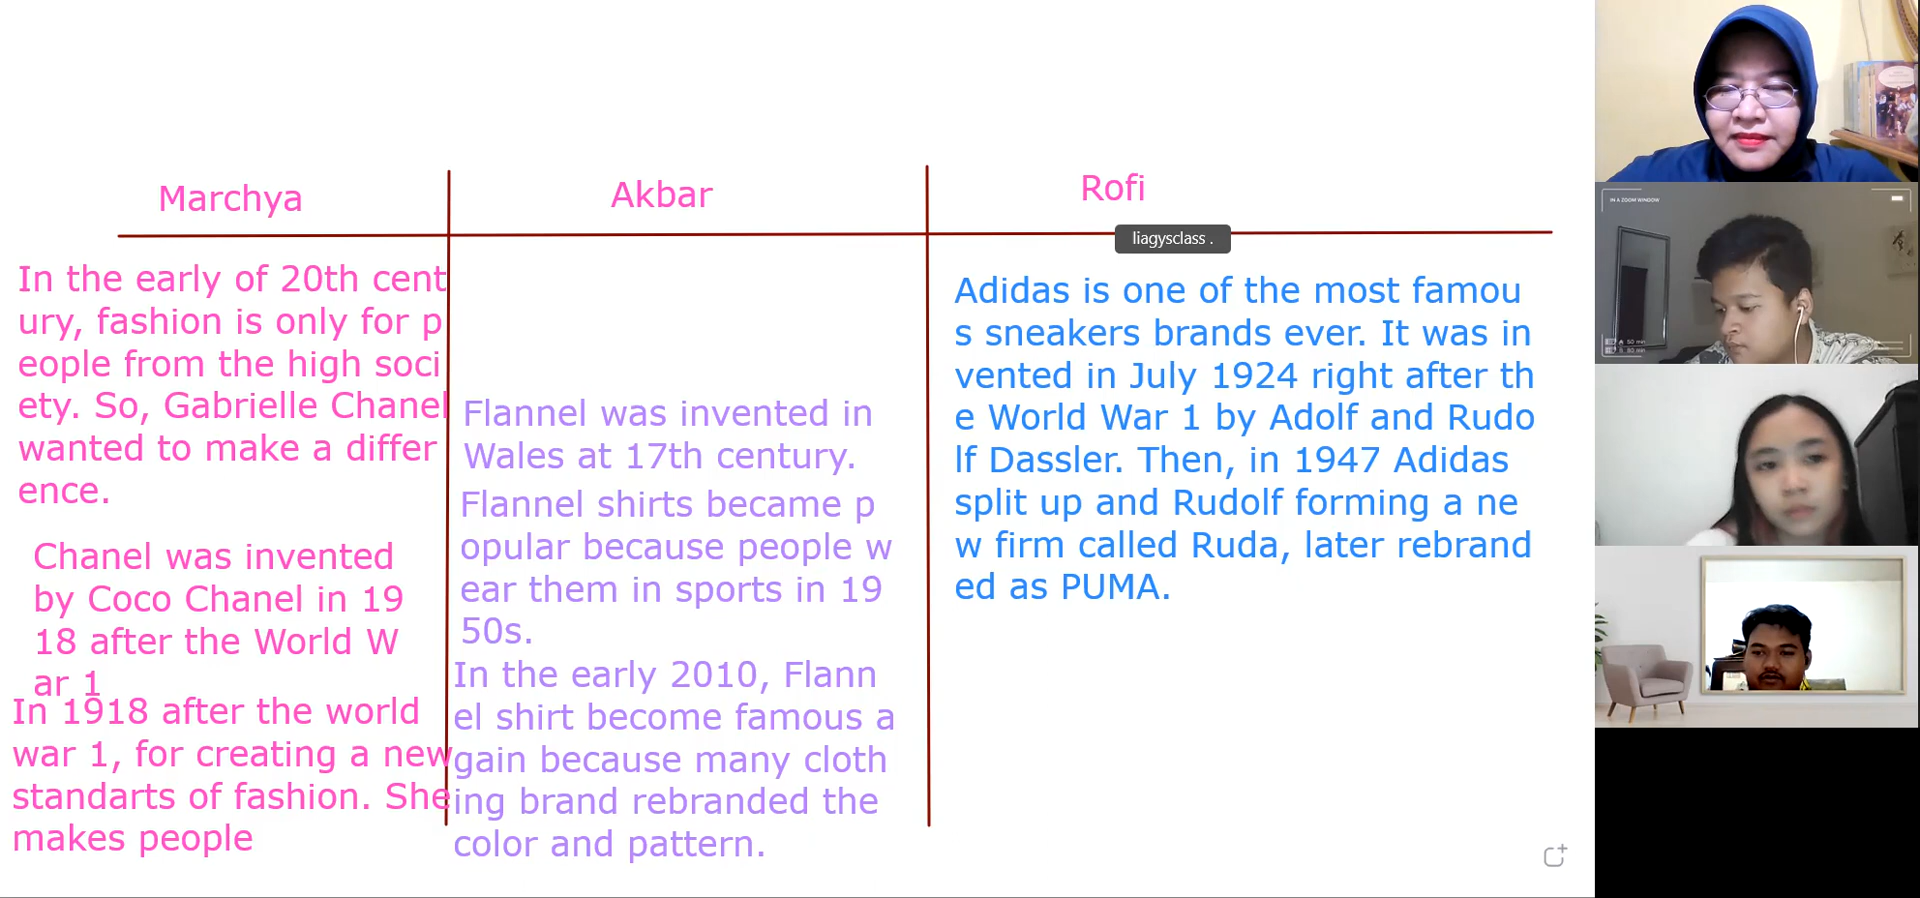 Marchya
Akbar
Rofi
liagysclass .
In the early of 20th cent
ury, fashion is only for p
eople from the high soci
ety. So, Gabrielle Chanel
wanted to make a differ
ence.
Chanel was invented
by Coco Chanel in 19
18 after the World W
ar 1
In 1918 after the world
war 1, for creating a new
standarts of fashion. She
makes people
Flannel was invented in
Wales at 17th century.
Flannel shirts became p
opular because people w
ear them in sports in 19
50s.
In the early 2010, Flann
el shirt become famous a
gain because many cloth
ing brand rebranded the
color and pattern.
Adidas is one of the most famou
s sneakers brands ever. It was in
vented in July 1924 right after th
e World War 1 by Adolf and Rudo
lf Dassler. Then, in 1947 Adidas
split up and Rudolf forming a ne
w firm called Ruda, later rebrand
ed as PUMA.
IN A ZOOM WINDOW
50 min